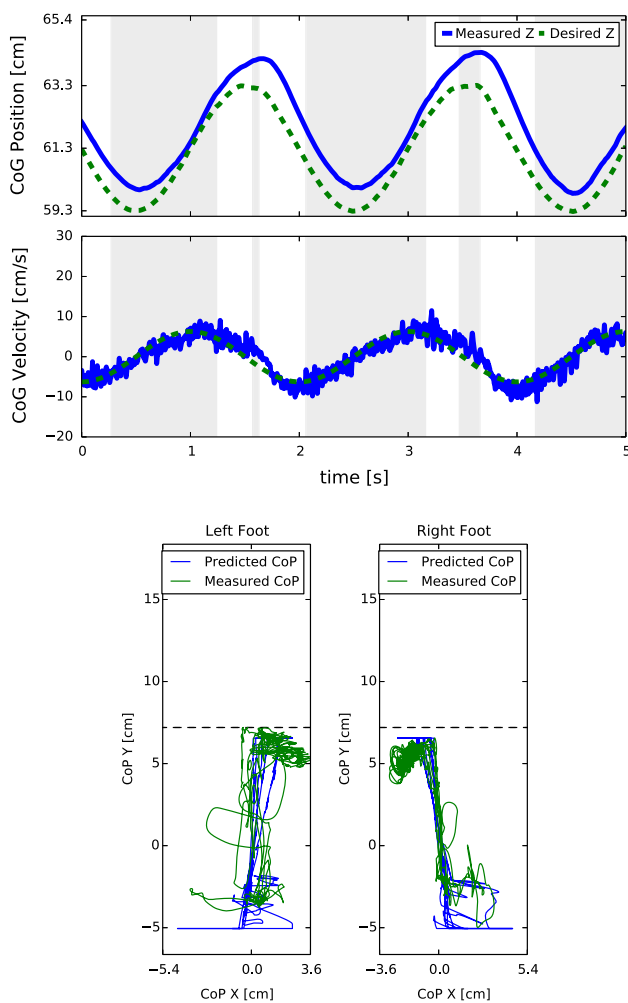 65.4
63.3
61.3
59.3
CoG Position [cm]
Measured Z
Desired Z
30
20
10
0
−10
−20
CoG Velocity [cm/s]
0
1
2
3
4
5
time [s]
Left Foot
Predicted CoP
Measured CoP
15
10
5
0
−5
CoP Y [cm]
−5.4
0.0
3.6
CoP X [cm]
Right Foot
Predicted CoP
Measured CoP
15
10
5
0
−5
CoP Y [cm]
−3.6
0.0
5.4
CoP X [cm]